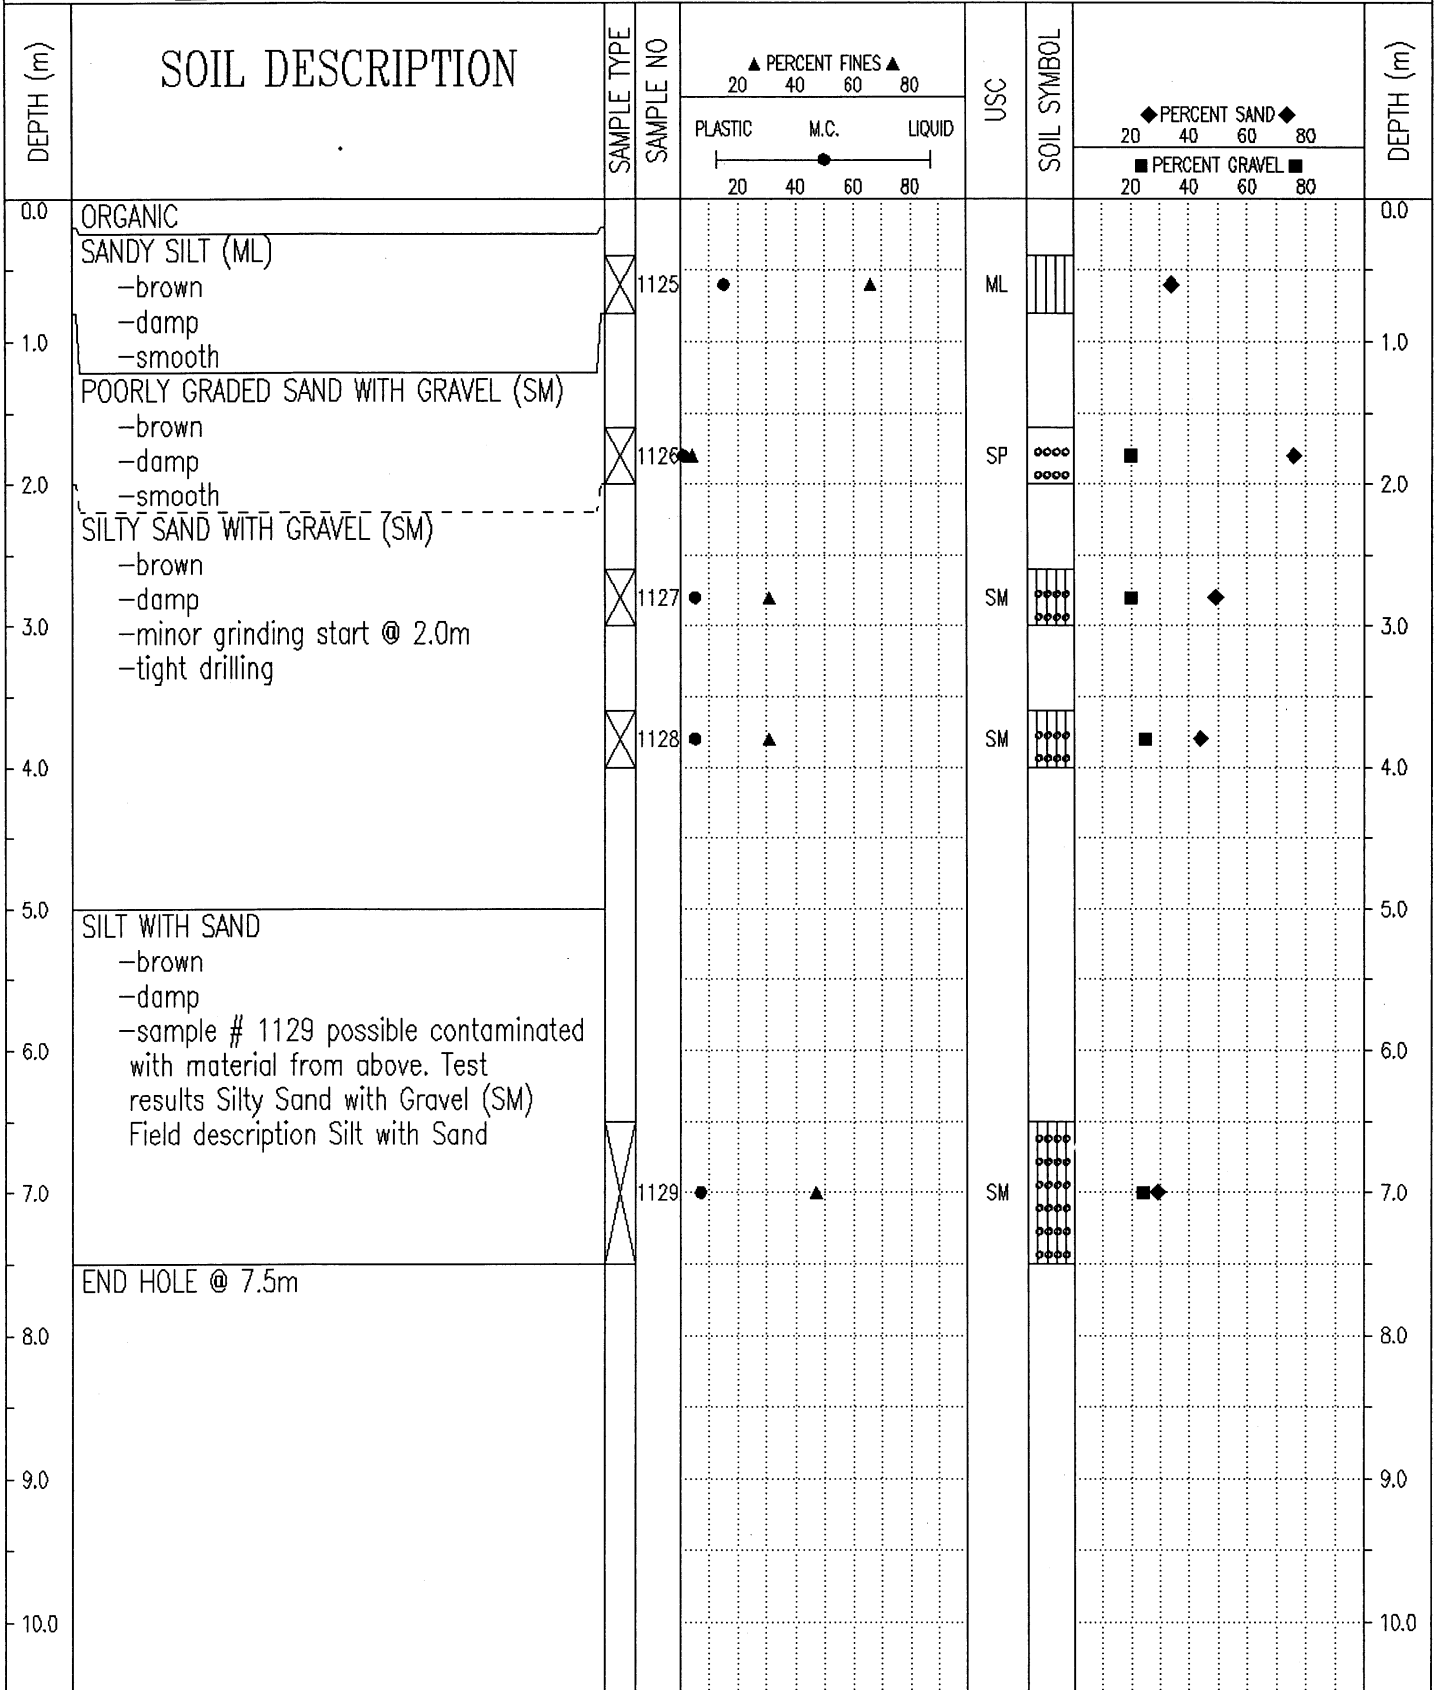 DEPTH (m)
SOIL DESCRIPTION
SAMPLE TYPE
SAMPLE NO
▲ PERCENT FINES ▲
20 40 60 80
PLASTIC M.C. LIQUID
20 40 60 80
USC
SOIL SYMBOL
◆ PERCENT SAND ◆
20 40 60 80
■ PERCENT GRAVEL ■
20 40 60 80
DEPTH (m)
0.0 0.0
ORGANIC
SANDY SILT (ML)
-brown 1125 ML
-damp
1.0 1.0
-smooth
POORLY GRADED SAND WITH GRAVEL (SM)
-brown
-damp 1126 SP
2.0 2.0
-smooth
SILTY SAND WITH GRAVEL (SM)
-brown
-damp 1127 SM
3.0 -minor grinding start @ 2.0m 3.0
-tight drilling
1128 SM
4.0 4.0
5.0 5.0
SILT WITH SAND
-brown
-damp
-sample # 1129 possible contaminated
6.0 6.0
with material from above. Test
results Silty Sand with Gravel (SM)
Field description Silt with Sand
7.0 1129 SM 7.0
END HOLE @ 7.5m
8.0 8.0
9.0 9.0
10.0 10.0